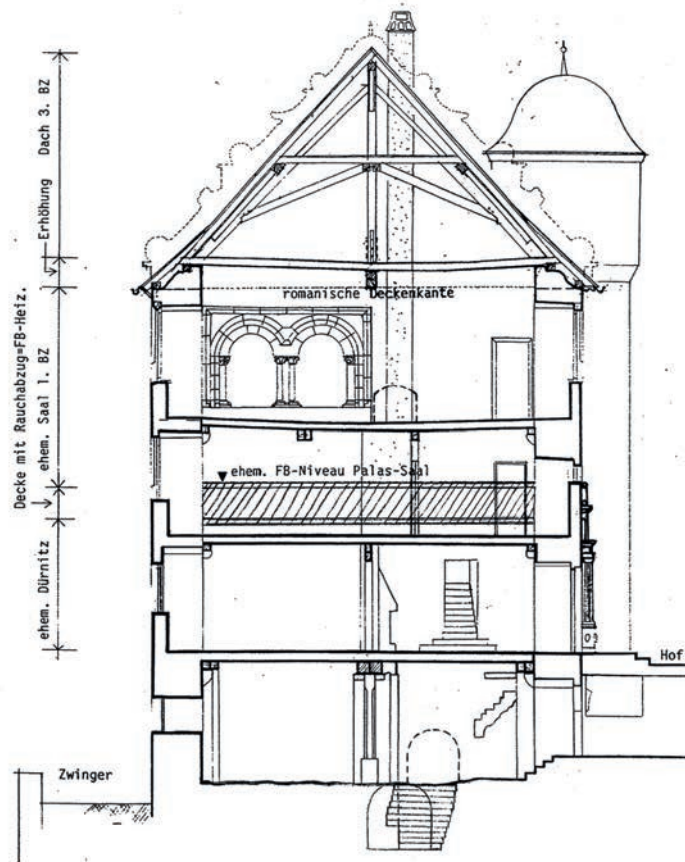 Dach 3. BZ
Erhöhung
Decke mit Rauchabzug=FB-Heiz.
ehem. Saal 1. BZ
ehem. Dürnitz
romanische Deckenkante
ehem. FB-Niveau Palas-Saal
Hof
Zwinger